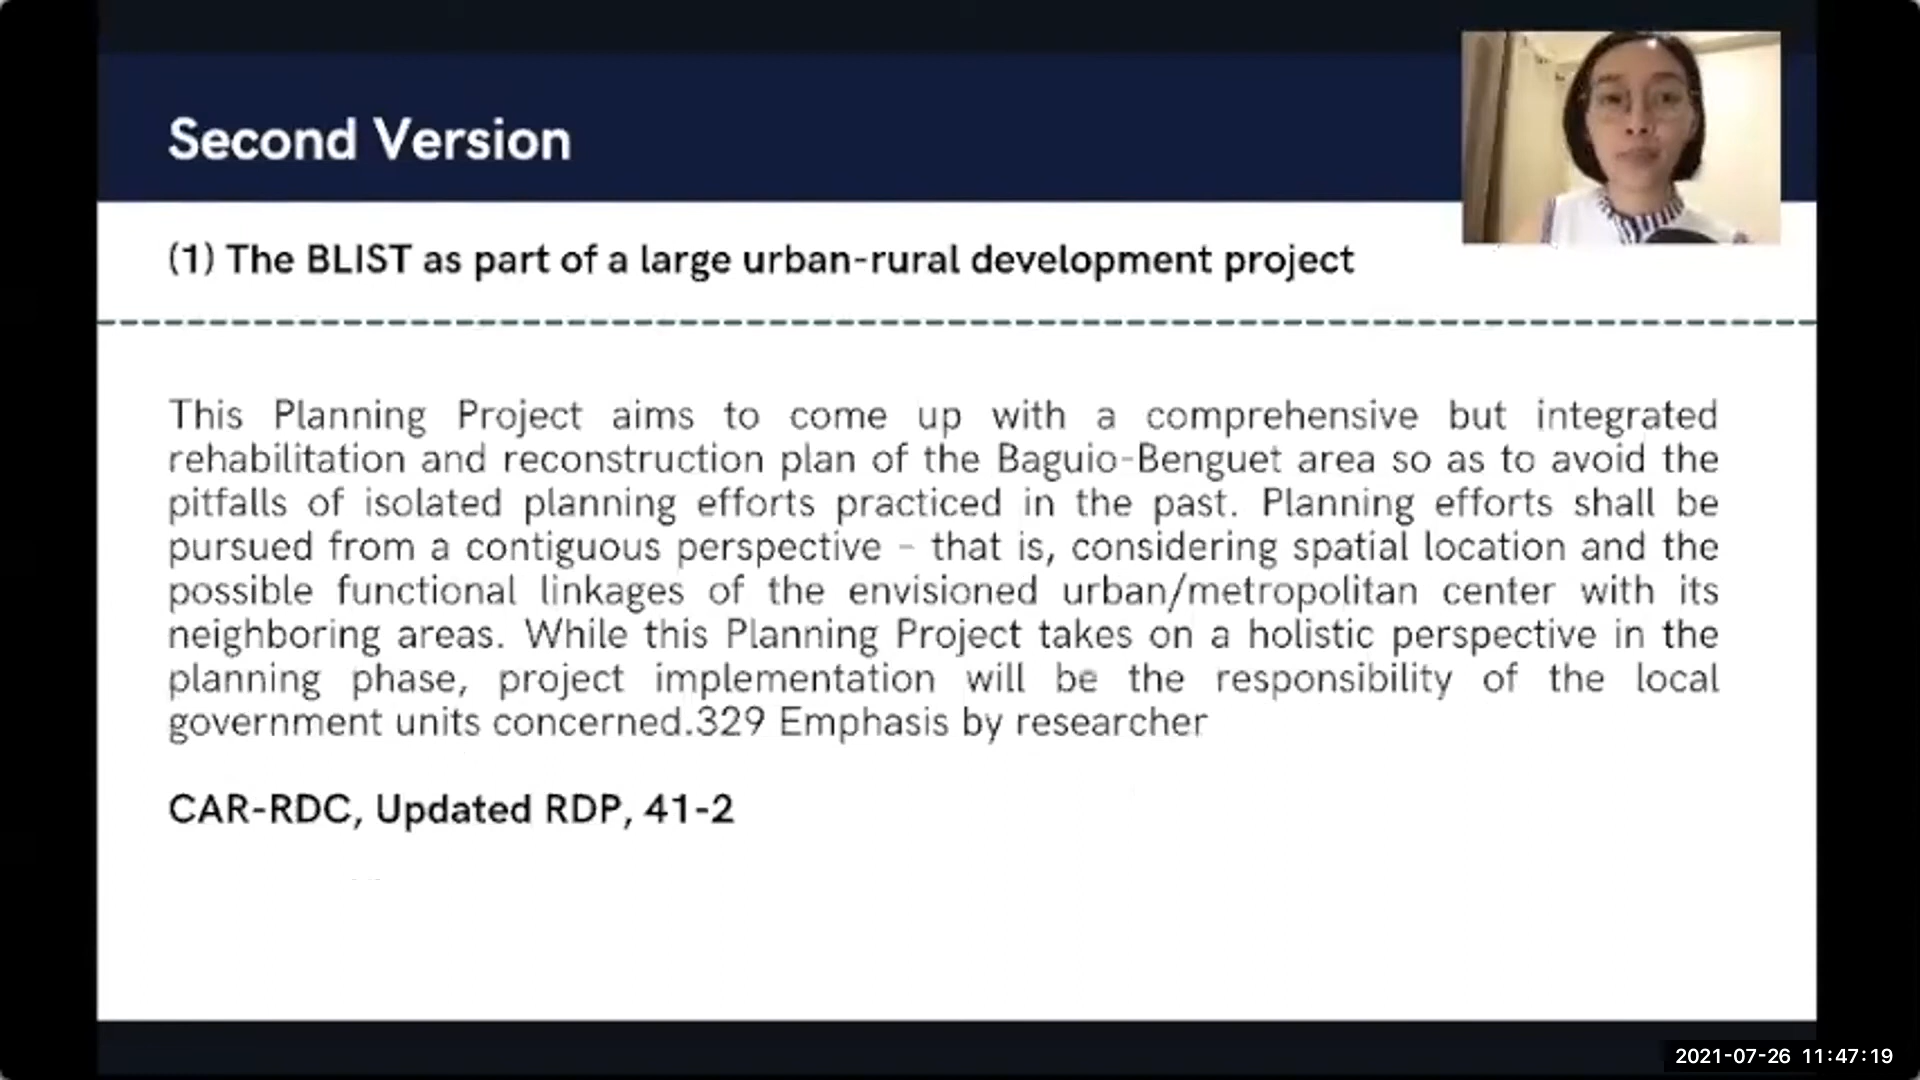 Second Version
(1) The BLIST as part of a large urban-rural development project
This Planning Project aims to come up with a comprehensive but integrated
rehabilitation and reconstruction plan of the Baguio-Benguet area so as to avoid the
pitfalls of isolated planning efforts practiced in the past. Planning efforts shall be
pursued from a contiguous perspective – that is, considering spatial location and the
possible functional linkages of the envisioned urban/metropolitan center with its
neighboring areas. While this Planning Project takes on a holistic perspective in the
planning phase, project implementation will be the responsibility of the local
government units concerned.329 Emphasis by researcher
CAR-RDC, Updated RDP, 41-2
2021-07-26 11:47:19